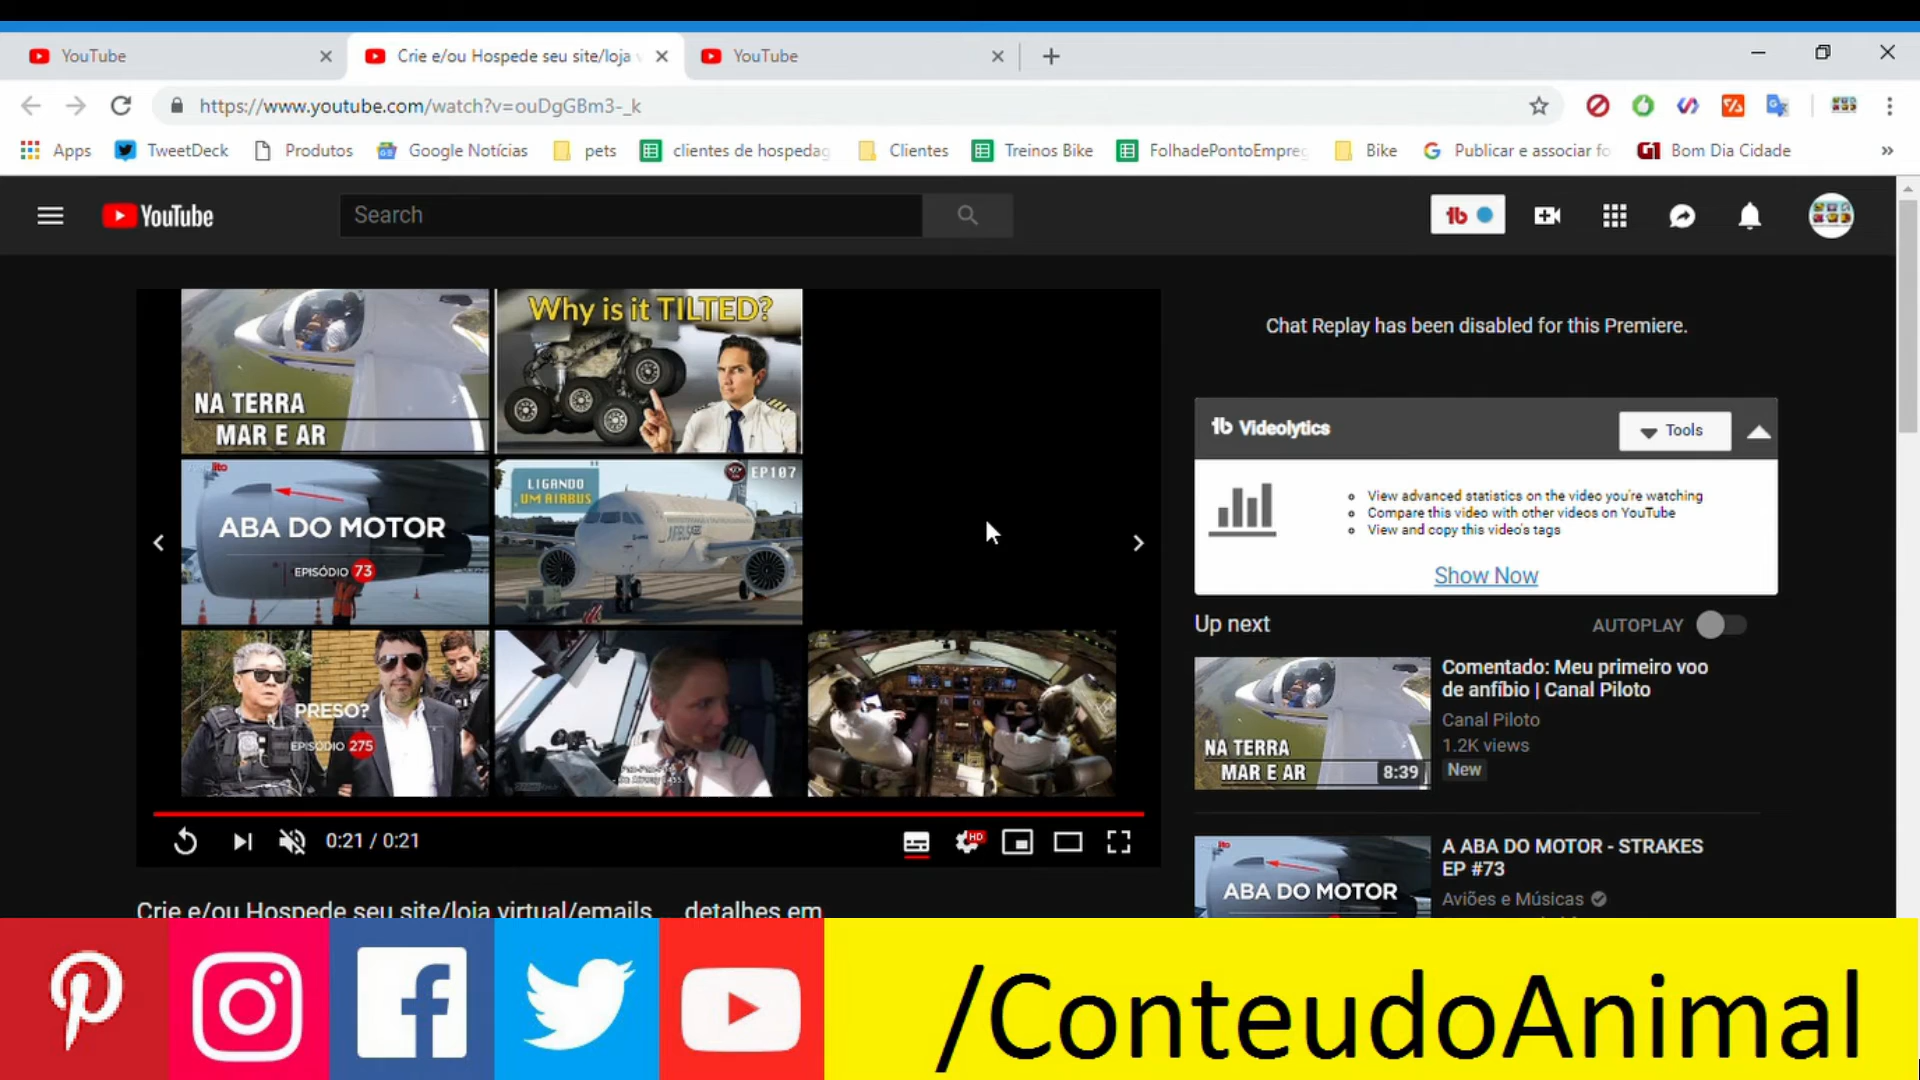 YouTube
Crie e/ou Hospede seu site/loja
YouTube
https://www.youtube.com/watch?v=ouDgGBm3-_k
Apps
TweetDeck
Produtos
Google Notícias
pets
clientes de hospedag
Clientes
Treinos Bike
FolhadePontoEmpreg
Bike
Publicar e associar fo
G1
Bom Dia Cidade
YouTube
Search
tb
NA TERRA
MAR E AR
Why is it TILTED?
ABA DO MOTOR
EPISÓDIO 73
LIGANDO
UM AIRBUS
EP107
PRESO?
EPISÓDIO 275
0:21 / 0:21
HD
Crie e/ou Hospede seu site/loja virtual/emails ... detalhes em
Chat Replay has been disabled for this Premiere.
tb Videolytics
Tools
View advanced statistics on the video you're watching
Compare this video with other videos on YouTube
View and copy this video's tags
Show Now
Up next
AUTOPLAY
NA TERRA
MAR E AR
8:39
Comentado: Meu primeiro voo
de anfíbio | Canal Piloto
Canal Piloto
1.2K views
New
ABA DO MOTOR
A ABA DO MOTOR - STRAKES
EP #73
Aviões e Músicas
/ConteudoAnimal